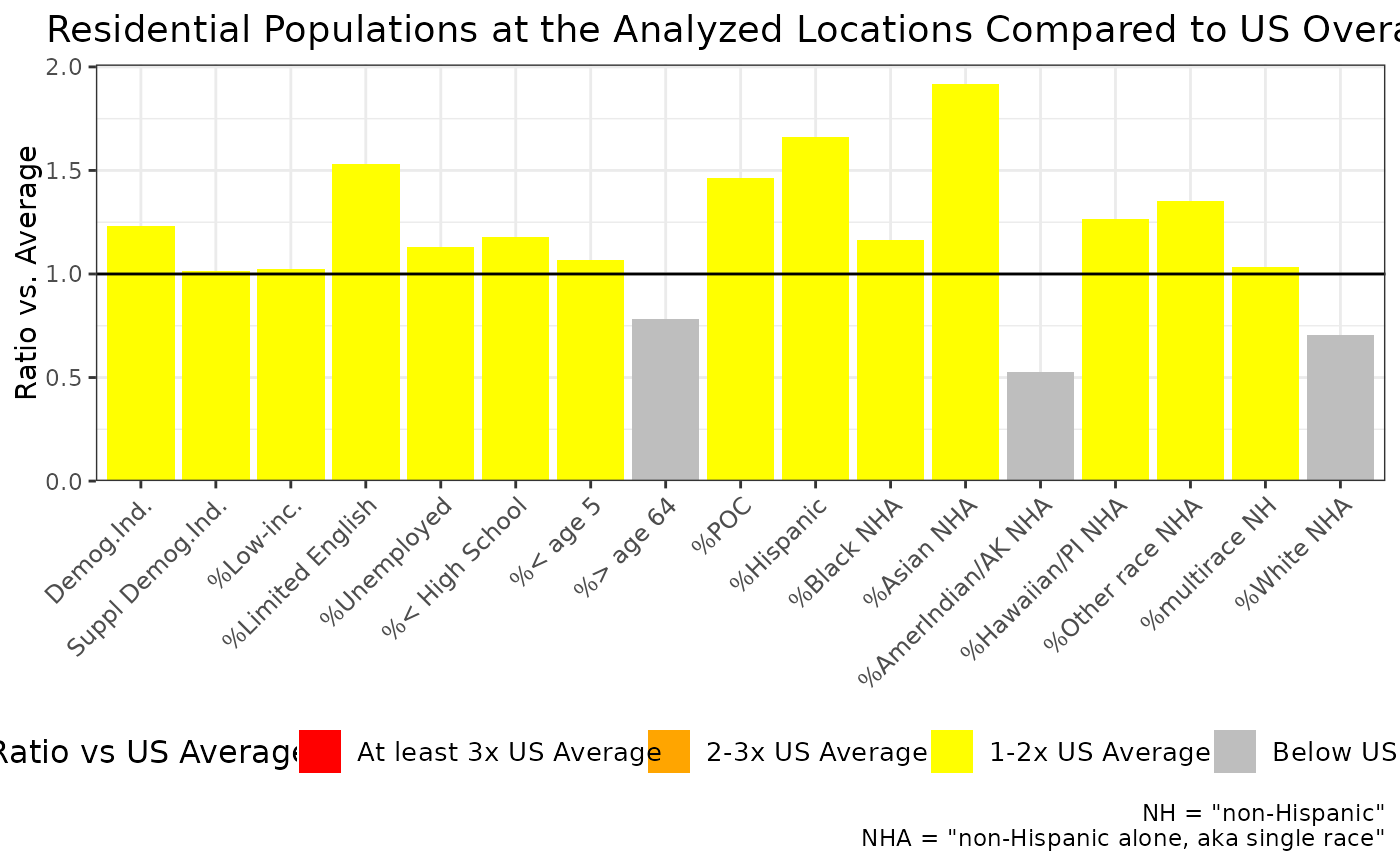 Residential Populations at the Analyzed Locations Compared to US Overa
Ratio vs. Average
2.0
1.5
1.0
0.5
0.0
Demog.Ind.
Suppl Demog.Ind.
%Low-inc.
%Limited English
%Unemployed
%< High School
%< age 5
%> age 64
%POC
%Hispanic
%Black NHA
%Asian NHA
%AmerIndian/AK NHA
%Hawaiian/PI NHA
%Other race NHA
%multirace NH
%White NHA
Ratio vs US Average At least 3x US Average 2-3x US Average 1-2x US Average Below US
NH = "non-Hispanic"
NHA = "non-Hispanic alone, aka single race"